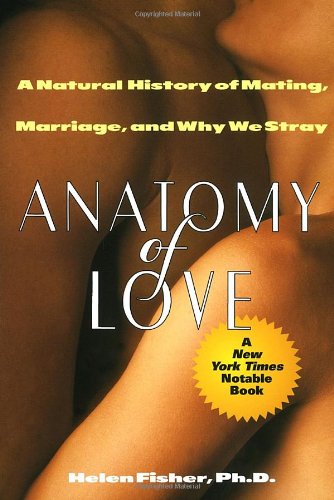 A Natural History of Mating,
Marriage, and Why We Stray
ANATOMY
of
LOVE
A
New
York Times
Notable
Book
Helen Fisher, Ph.D.